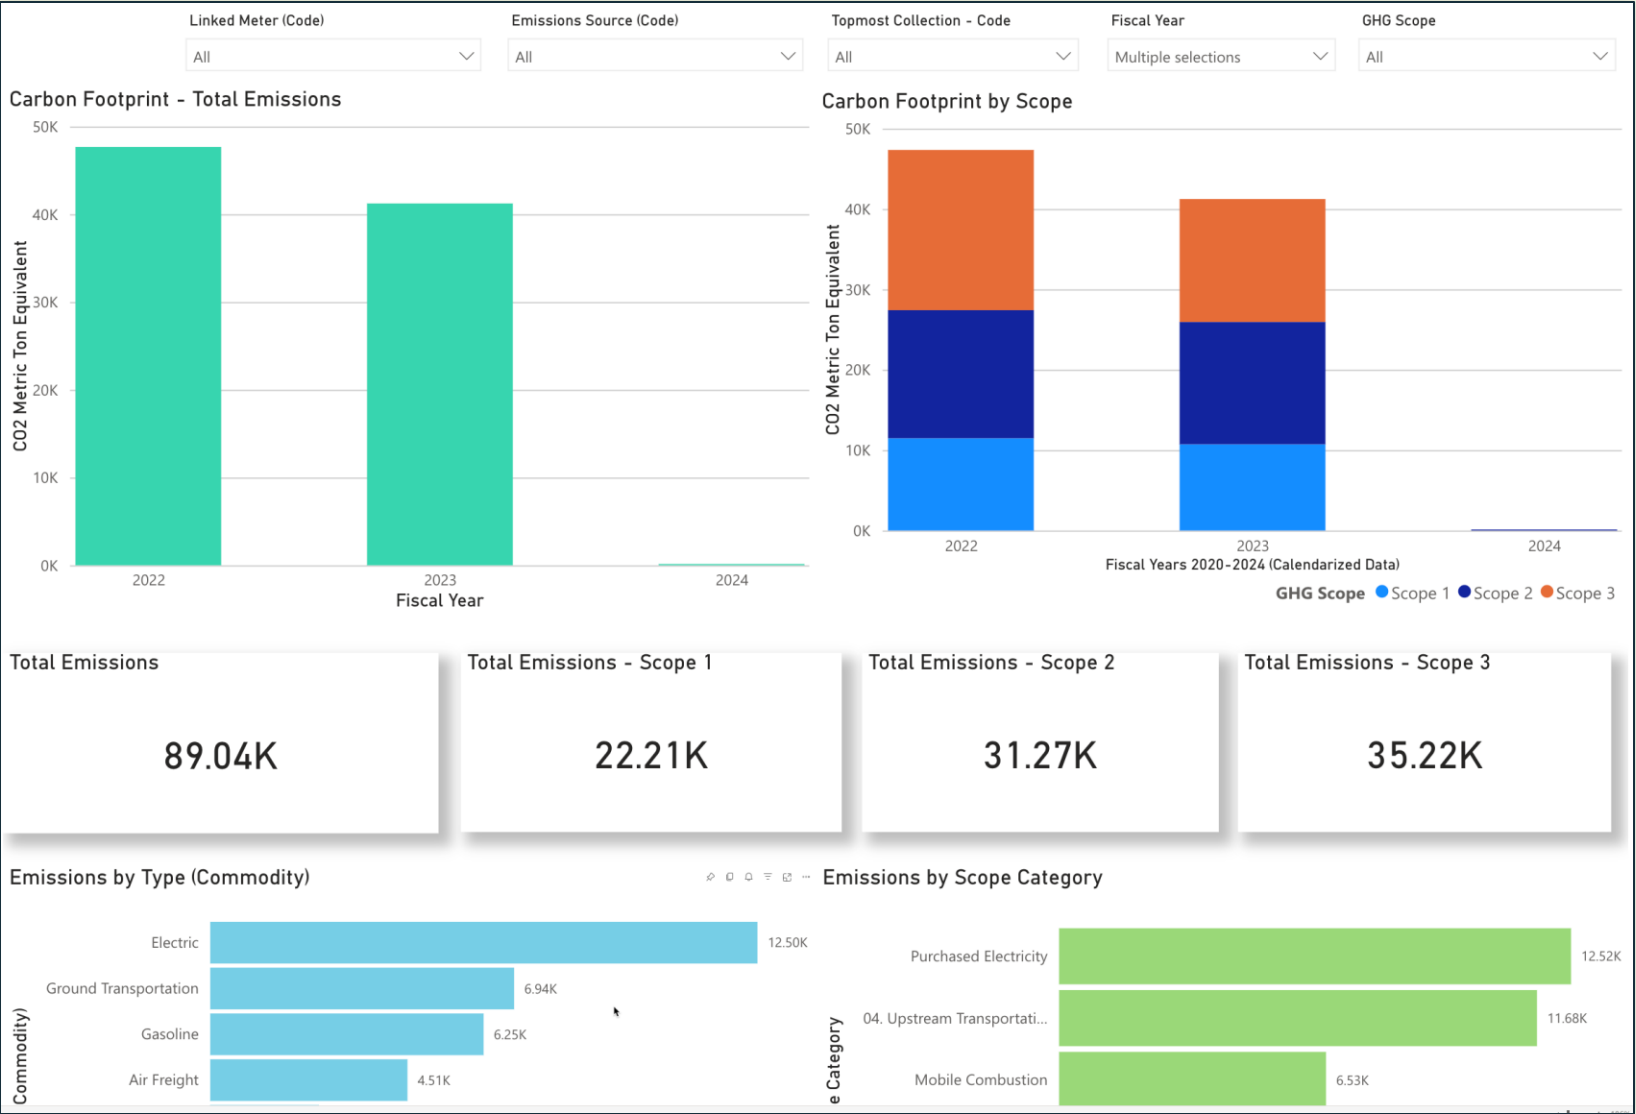 Linked Meter (Code)
Emissions Source (Code)
Topmost Collection - Code
Fiscal Year
GHG Scope
All
All
All
Multiple selections
All
Carbon Footprint - Total Emissions
CO2 Metric Ton Equivalent
50K
40K
30K
20K
10K
0K
2022
2023
2024
Fiscal Year
Carbon Footprint by Scope
CO2 Metric Ton Equivalent
50K
40K
30K
20K
10K
0K
2022
2023
2024
Fiscal Years 2020-2024 (Calendarized Data)
GHG Scope Scope 1 Scope 2 Scope 3
Total Emissions
89.04K
Total Emissions - Scope 1
22.21K
Total Emissions - Scope 2
31.27K
Total Emissions - Scope 3
35.22K
Emissions by Type (Commodity)
Commodity)
Electric 12.50K
Ground Transportation 6.94K
Gasoline 6.25K
Air Freight 4.51K
Emissions by Scope Category
e Category
Purchased Electricity 12.52K
04. Upstream Transportati... 11.68K
Mobile Combustion 6.53K